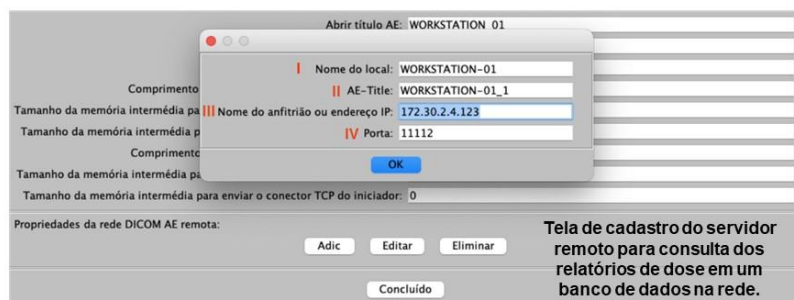 Abrir título AE: WORKSTATION_01
I Nome do local: WORKSTATION-01
Comprimento II AE-Title: WORKSTATION-01_1
Tamanho da memória intermédia pa III Nome do anfitrião ou endereço IP: 172.30.2.4.123
Tamanho da memória intermédia p IV Porta: 11112
Comprimento
OK
Tamanho da memória intermédia pa
Tamanho da memória intermédia para enviar o conector TCP do iniciador: 0
Propriedades da rede DICOM AE remota:
Adic Editar Eliminar
Concluído
Tela de cadastro do servidor
remoto para consulta dos
relatórios de dose em um
banco de dados na rede.